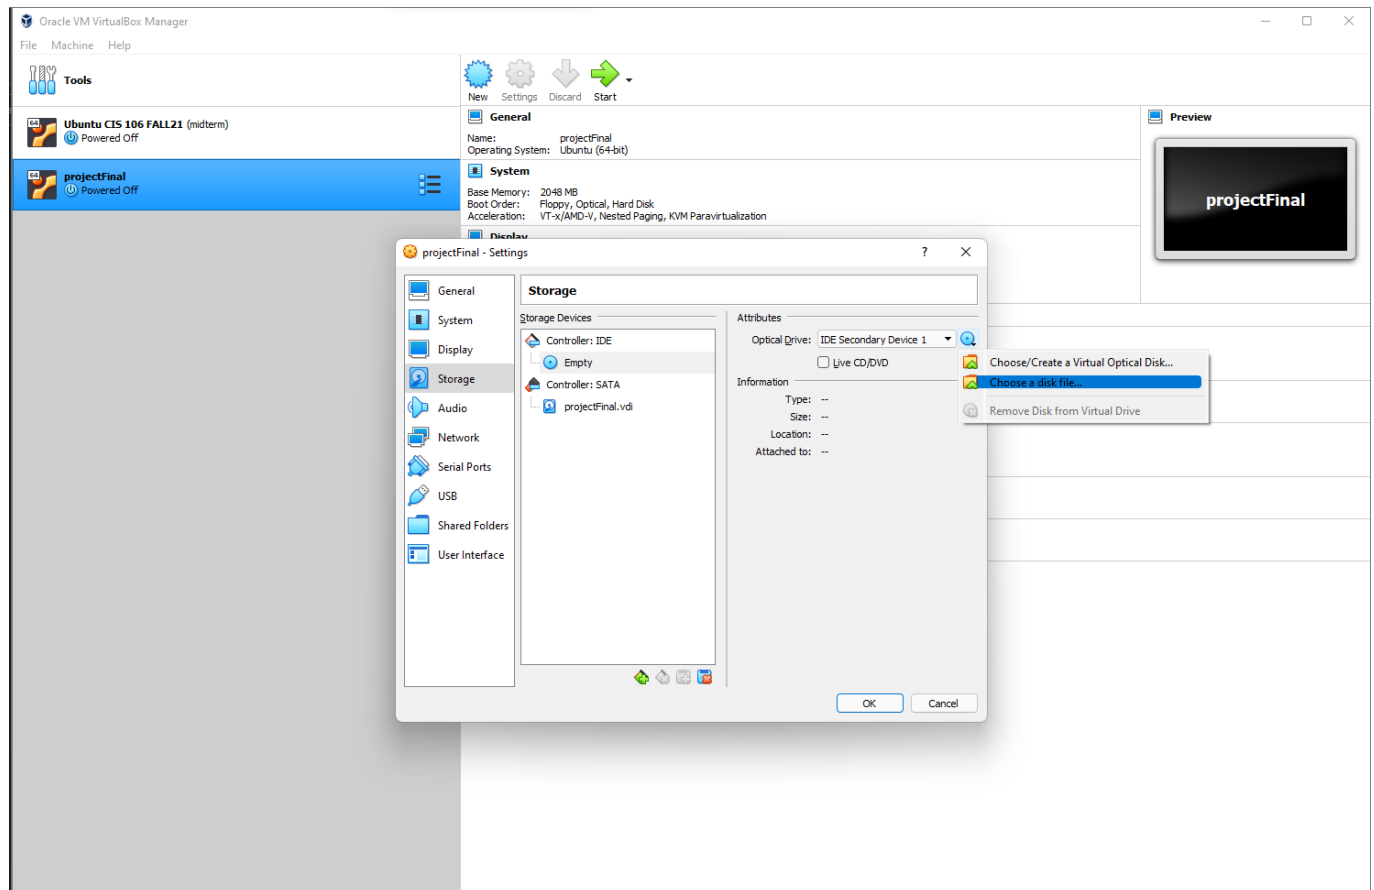 Oracle VM VirtualBox Manager
File Machine Help
Tools
New Settings Discard Start
64
Ubuntu CIS 106 FALL21 (midterm)
Powered Off
64
projectFinal
Powered Off
General
Name: projectFinal
Operating System: Ubuntu (64-bit)
System
Base Memory: 2048 MB
Boot Order: Floppy, Optical, Hard Disk
Acceleration: VT-x/AMD-V, Nested Paging, KVM Paravirtualization
Display
Preview
projectFinal
projectFinal - Settings
?
General
System
Display
Storage
Audio
Network
Serial Ports
USB
Shared Folders
User Interface
Storage
Storage Devices
Controller: IDE
Empty
Controller: SATA
projectFinal.vdi
Attributes
Optical Drive: IDE Secondary Device 1
Live CD/DVD
Information
Type: --
Size: --
Location: --
Attached to: --
Choose/Create a Virtual Optical Disk...
Choose a disk file...
Remove Disk from Virtual Drive
OK Cancel